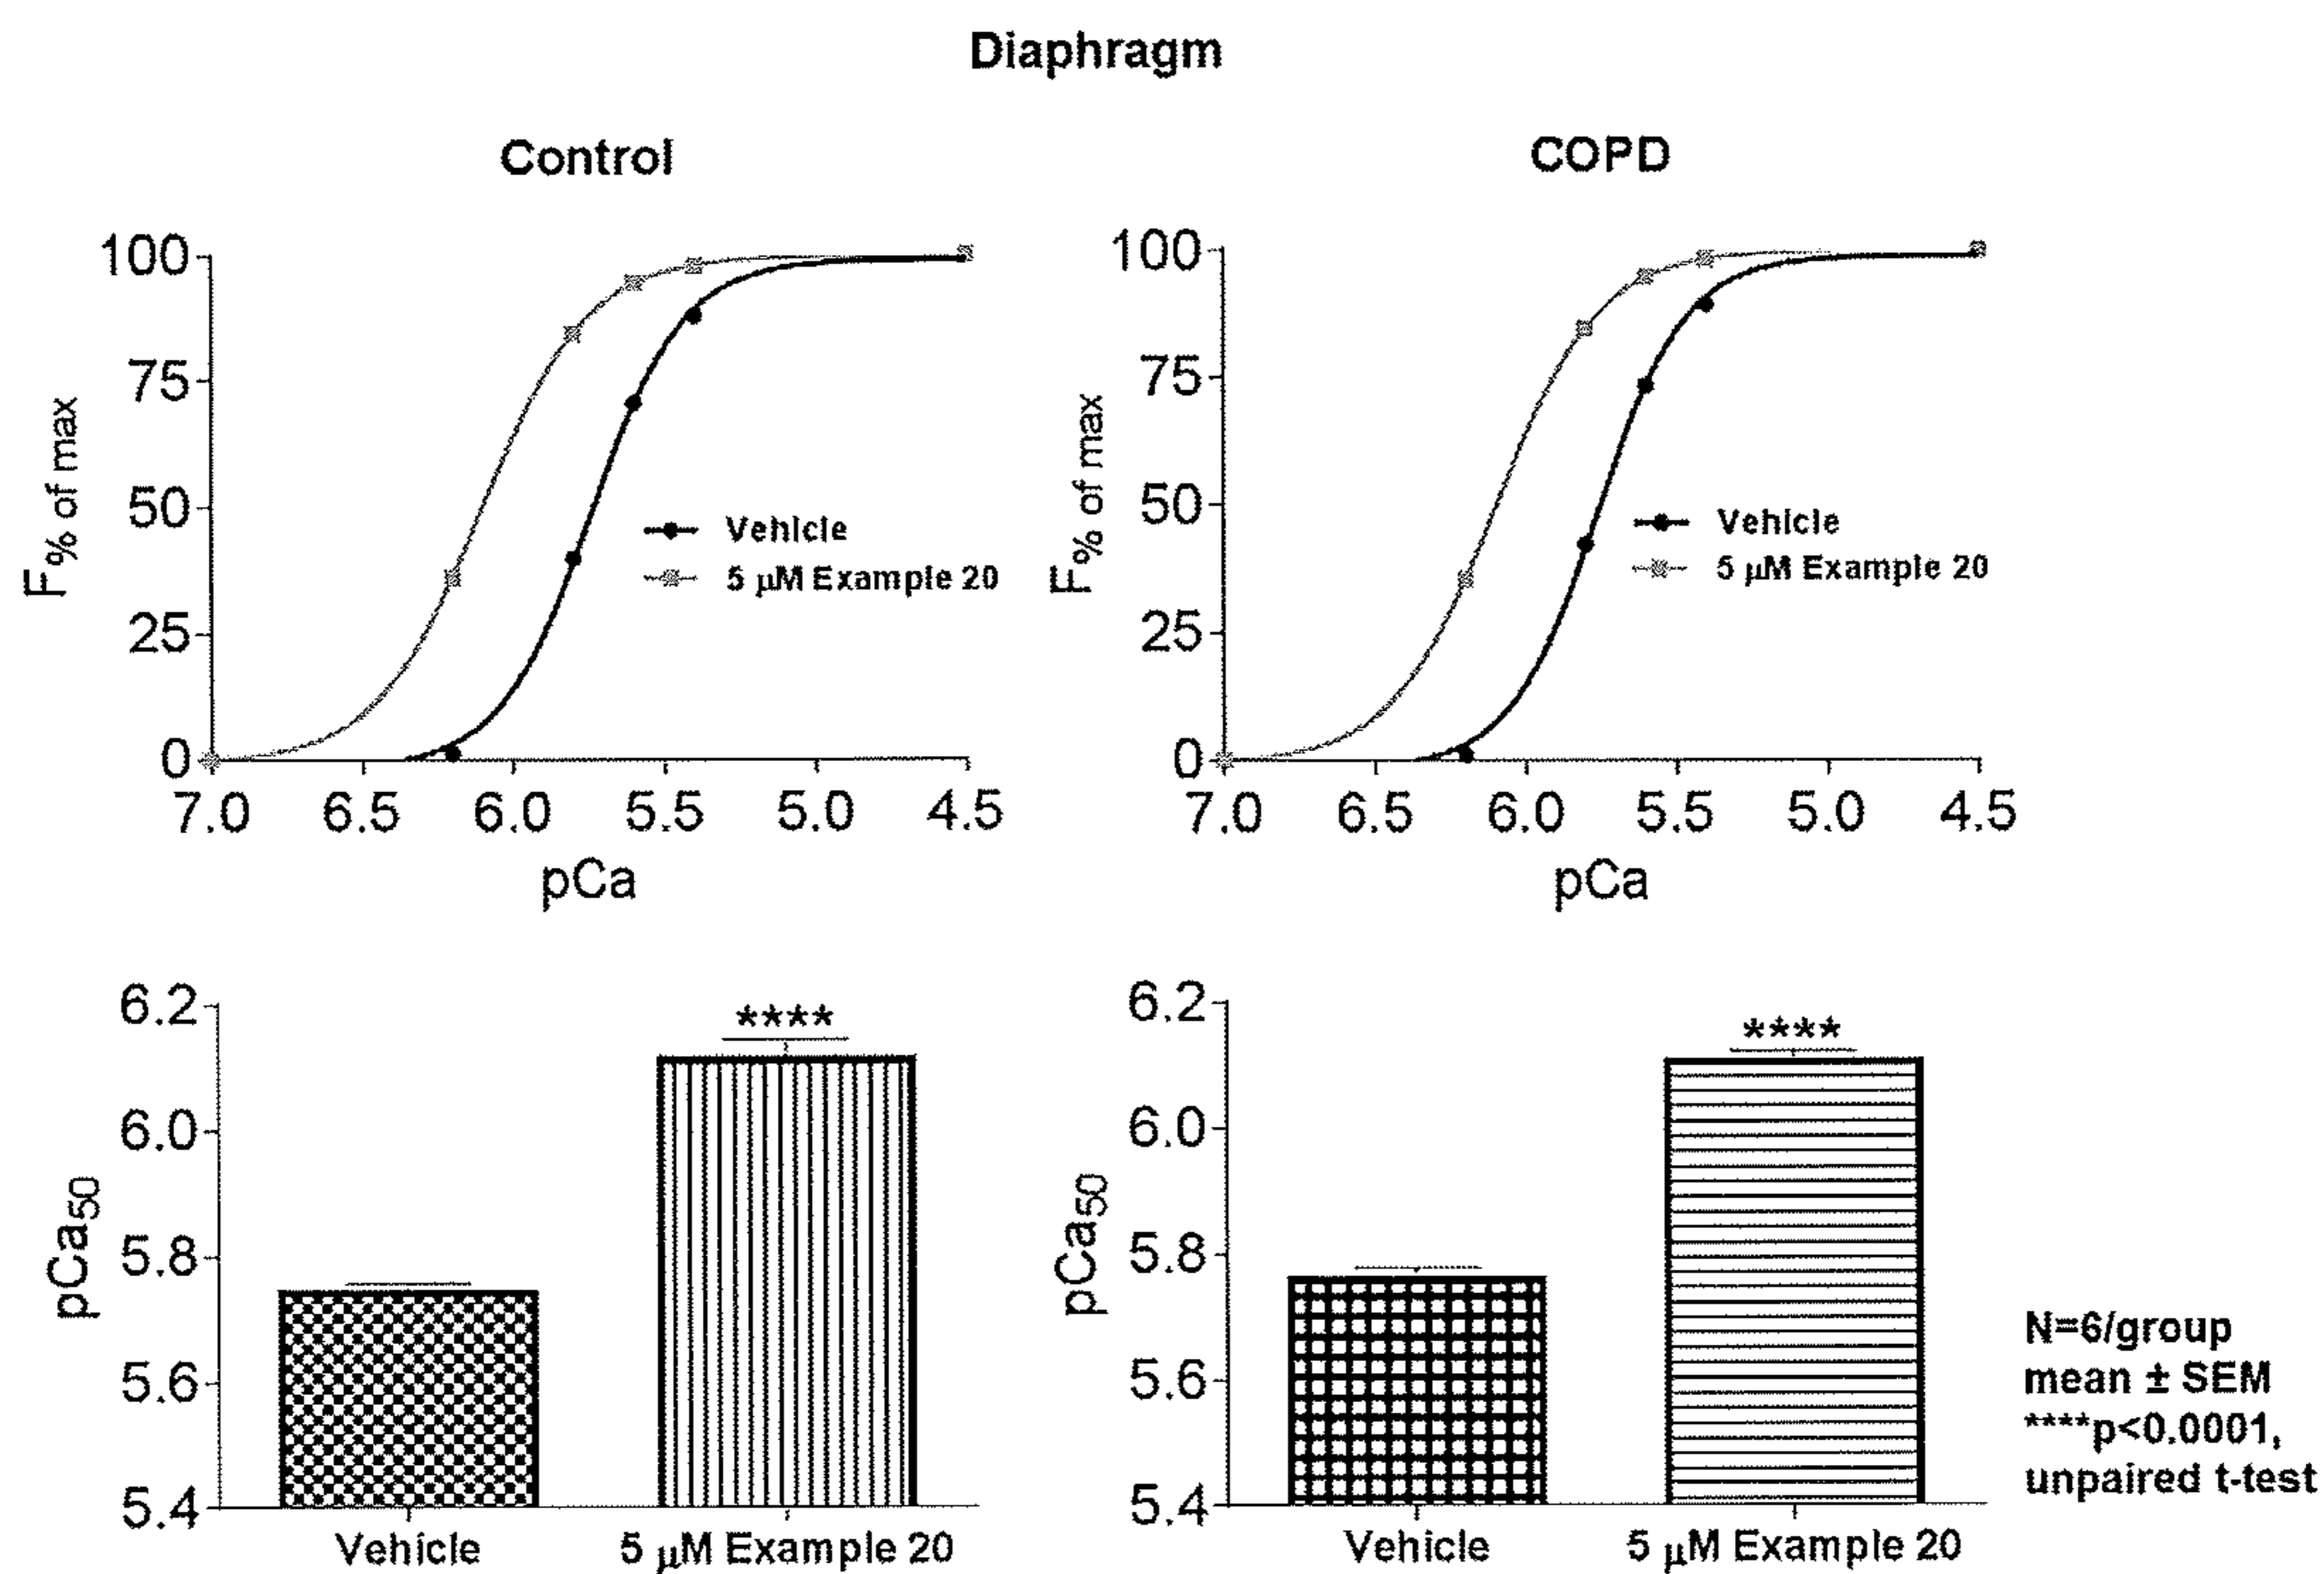 Diaphragm
Control
COPD
100
75
50
25
0
F% of max
Vehicle
5 μM Example 20
7.0 6.5 6.0 5.5 5.0 4.5
pCa
100
75
50
25
0
F% of max
Vehicle
5 μM Example 20
7.0 6.5 6.0 5.5 5.0 4.5
pCa
6.2
6.0
5.8
5.6
5.4
pCa50
****
Vehicle 5 μM Example 20
6.2
6.0
5.8
5.6
5.4
pCa50
****
Vehicle 5 μM Example 20
N=6/group
mean ± SEM
****p<0.0001,
unpaired t-test